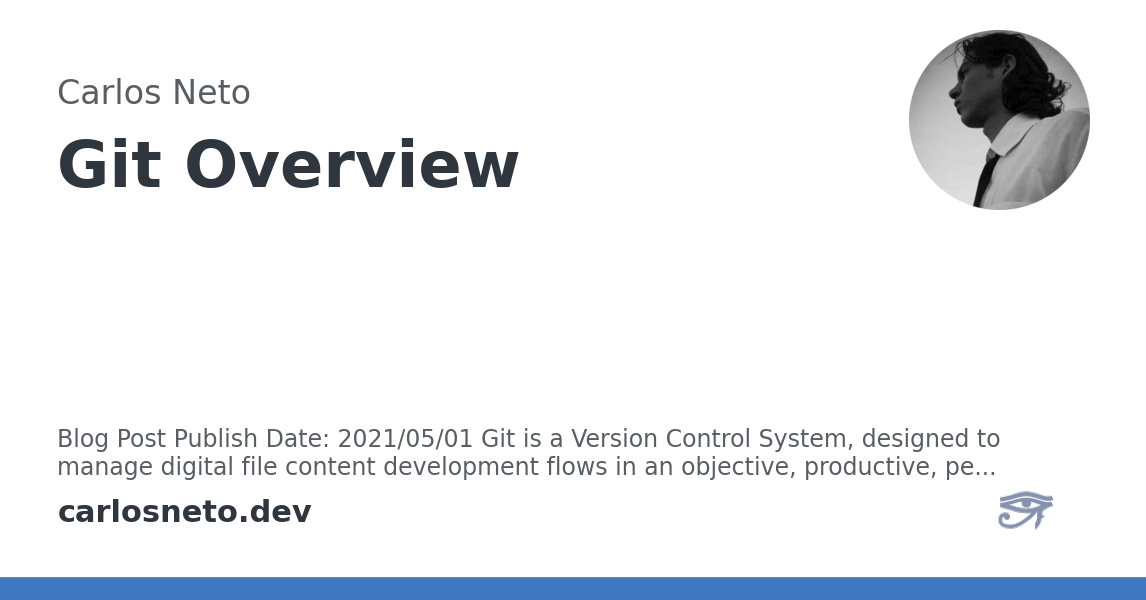 Carlos Neto
Git Overview
Blog Post Publish Date: 2021/05/01 Git is a Version Control System, designed to
manage digital file content development flows in an objective, productive, pe...
carlosneto.dev